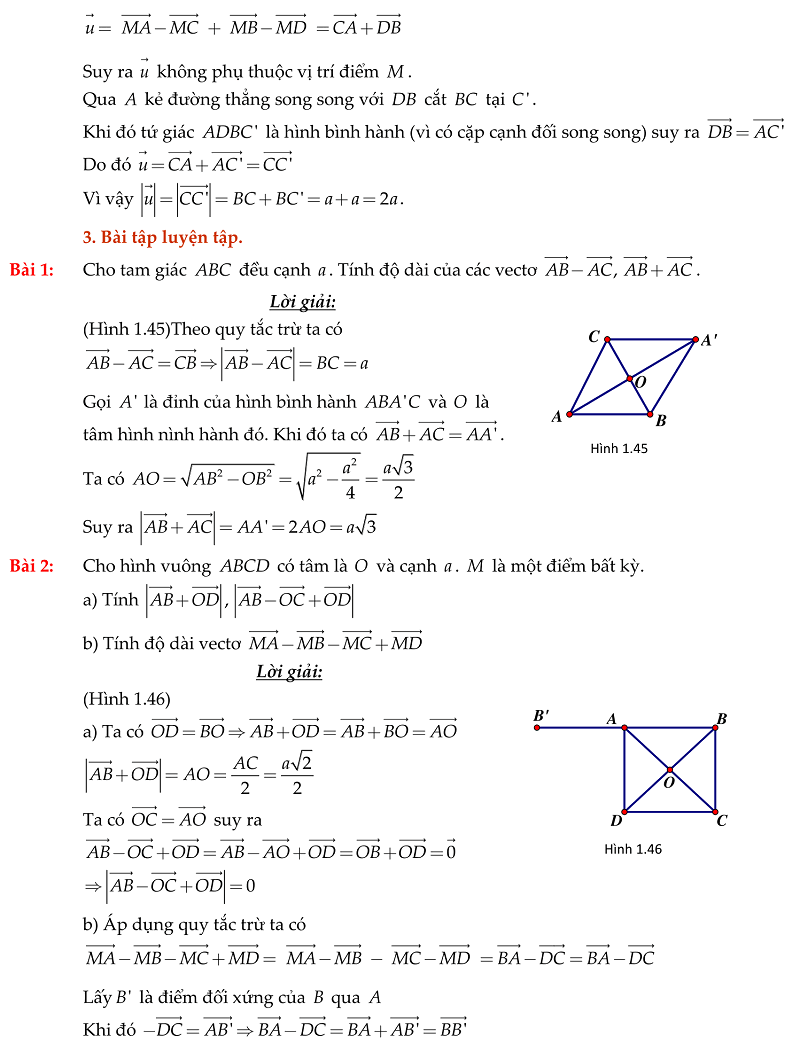 $\vec{u} = \overrightarrow{MA} - \overrightarrow{MC} + \overrightarrow{MB} - \overrightarrow{MD} = \overrightarrow{CA} + \overrightarrow{DB}$
Suy ra $\vec{u}$ không phụ thuộc vị trí điểm $M$.
Qua $A$ kẻ đường thẳng song song với $DB$ cắt $BC$ tại $C'$.
Khi đó tứ giác $ADBC'$ là hình bình hành (vì có cặp cạnh đối song song) suy ra $\overrightarrow{DB} = \overrightarrow{AC'}$
Do đó $\vec{u} = \overrightarrow{CA} + \overrightarrow{AC'} = \overrightarrow{CC'}$
Vì vậy $|\vec{u}| = |\overrightarrow{CC'}| = BC + BC' = a + a = 2a$.
3. Bài tập luyện tập.
Bài 1: Cho tam giác $ABC$ đều cạnh $a$. Tính độ dài của các vectơ $\overrightarrow{AB} - \overrightarrow{AC}, \overrightarrow{AB} + \overrightarrow{AC}$.
Lời giải:
(Hình 1.45)Theo quy tắc trừ ta có
$\overrightarrow{AB} - \overrightarrow{AC} = \overrightarrow{CB} \Rightarrow |\overrightarrow{AB} - \overrightarrow{AC}| = BC = a$
Gọi $A'$ là đỉnh của hình bình hành $ABA'C$ và $O$ là
tâm hình nình hành đó. Khi đó ta có $\overrightarrow{AB} + \overrightarrow{AC} = \overrightarrow{AA'}$.
Ta có $AO = \sqrt{AB^2 - OB^2} = \sqrt{a^2 - \frac{a^2}{4}} = \frac{a\sqrt{3}}{2}$
Suy ra $|\overrightarrow{AB} + \overrightarrow{AC}| = AA' = 2AO = a\sqrt{3}$
C A'
O
A B
Hình 1.45
Bài 2: Cho hình vuông $ABCD$ có tâm là $O$ và cạnh $a$. $M$ là một điểm bất kỳ.
a) Tính $|\overrightarrow{AB} + \overrightarrow{OD}|, |\overrightarrow{AB} - \overrightarrow{OC} + \overrightarrow{OD}|$
b) Tính độ dài vectơ $\overrightarrow{MA} - \overrightarrow{MB} - \overrightarrow{MC} + \overrightarrow{MD}$
Lời giải:
(Hình 1.46)
a) Ta có $\overrightarrow{OD} = \overrightarrow{BO} \Rightarrow \overrightarrow{AB} + \overrightarrow{OD} = \overrightarrow{AB} + \overrightarrow{BO} = \overrightarrow{AO}$
$|\overrightarrow{AB} + \overrightarrow{OD}| = AO = \frac{AC}{2} = \frac{a\sqrt{2}}{2}$
Ta có $\overrightarrow{OC} = \overrightarrow{AO}$ suy ra
$\overrightarrow{AB} - \overrightarrow{OC} + \overrightarrow{OD} = \overrightarrow{AB} - \overrightarrow{AO} + \overrightarrow{OD} = \overrightarrow{OB} + \overrightarrow{OD} = \vec{0}$
$\Rightarrow |\overrightarrow{AB} - \overrightarrow{OC} + \overrightarrow{OD}| = 0$
B' A B
O
D C
Hình 1.46
b) Áp dụng quy tắc trừ ta có
$\overrightarrow{MA} - \overrightarrow{MB} - \overrightarrow{MC} + \overrightarrow{MD} = \overrightarrow{MA} - \overrightarrow{MB} - \overrightarrow{MC} - \overrightarrow{MD} = \overrightarrow{BA} - \overrightarrow{DC} = \overrightarrow{BA} - \overrightarrow{DC}$
Lấy $B'$ là điểm đối xứng của $B$ qua $A$
Khi đó $-\overrightarrow{DC} = \overrightarrow{AB'} \Rightarrow \overrightarrow{BA} - \overrightarrow{DC} = \overrightarrow{BA} + \overrightarrow{AB'} = \overrightarrow{BB'}$